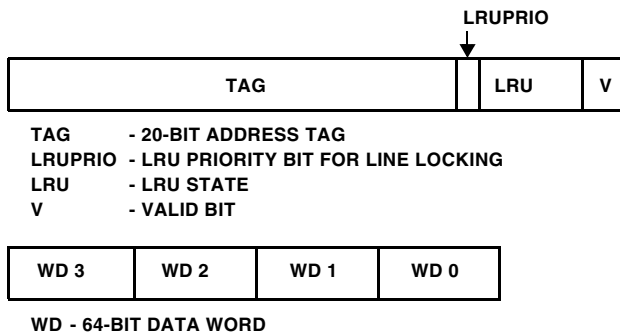 LRUPRIO
TAG LRU V
TAG - 20-BIT ADDRESS TAG
LRUPRIO - LRU PRIORITY BIT FOR LINE LOCKING
LRU - LRU STATE
V - VALID BIT
WD 3 WD 2 WD 1 WD 0
WD - 64-BIT DATA WORD